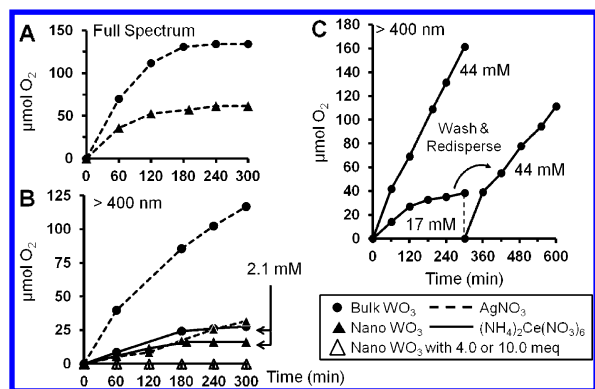 A
Full Spectrum
150
125
100
50
25
0
µmol O₂
0 60 120 180 240 300
B
> 400 nm
125
100
75
50
25
0
µmol O₂
2.1 mM
0 60 120 180 240 300
Time (min)
C
> 400 nm
180
160
140
120
100
80
60
40
20
0
µmol O₂
44 mM
Wash &
Redisperse
44 mM
17 mM
0 120 240 360 480 600
Time (min)
Bulk WO₃
AgNO₃
Nano WO₃
(NH₄)₂Ce(NO₃)₆
Nano WO₃ with 4.0 or 10.0 meq